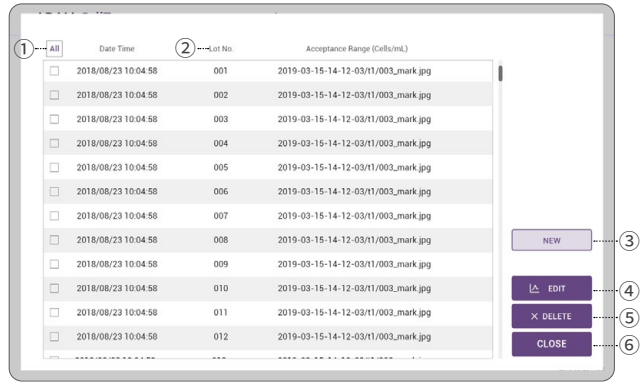 ① All Date Time ② Lot No. Acceptance Range (Cells/mL)
2018/08/23 10:04:58 001 2019-03-15-14-12-03/t1/003_mark.jpg
2018/08/23 10:04:58 002 2019-03-15-14-12-03/t1/003_mark.jpg
2018/08/23 10:04:58 003 2019-03-15-14-12-03/t1/003_mark.jpg
2018/08/23 10:04:58 004 2019-03-15-14-12-03/t1/003_mark.jpg
2018/08/23 10:04:58 005 2019-03-15-14-12-03/t1/003_mark.jpg
2018/08/23 10:04:58 006 2019-03-15-14-12-03/t1/003_mark.jpg
2018/08/23 10:04:58 007 2019-03-15-14-12-03/t1/003_mark.jpg
2018/08/23 10:04:58 008 2019-03-15-14-12-03/t1/003_mark.jpg
NEW ③
2018/08/23 10:04:58 009 2019-03-15-14-12-03/t1/003_mark.jpg
2018/08/23 10:04:58 010 2019-03-15-14-12-03/t1/003_mark.jpg
EDIT ④
2018/08/23 10:04:58 011 2019-03-15-14-12-03/t1/003_mark.jpg
DELETE ⑤
2018/08/23 10:04:58 012 2019-03-15-14-12-03/t1/003_mark.jpg
CLOSE ⑥